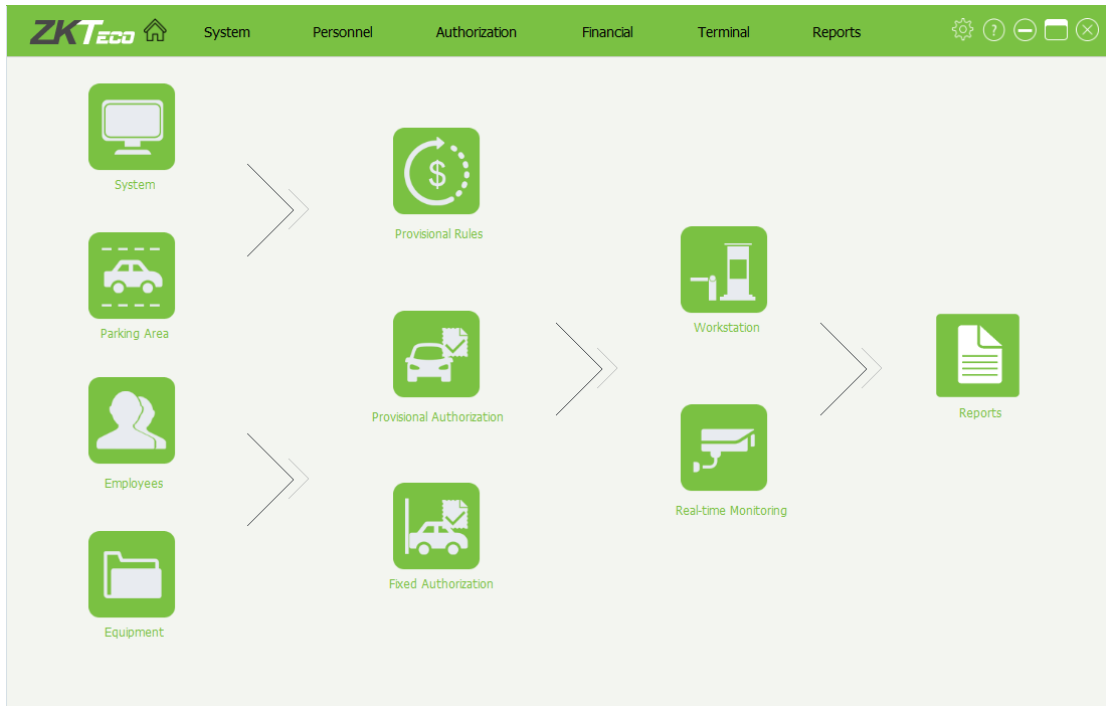 ZKTeco
System
Personnel
Authorization
Financial
Terminal
Reports
?
System
$
Provisional Rules
Parking Area
Workstation
Provisional Authorization
Reports
Employees
Real-time Monitoring
Fixed Authorization
Equipment